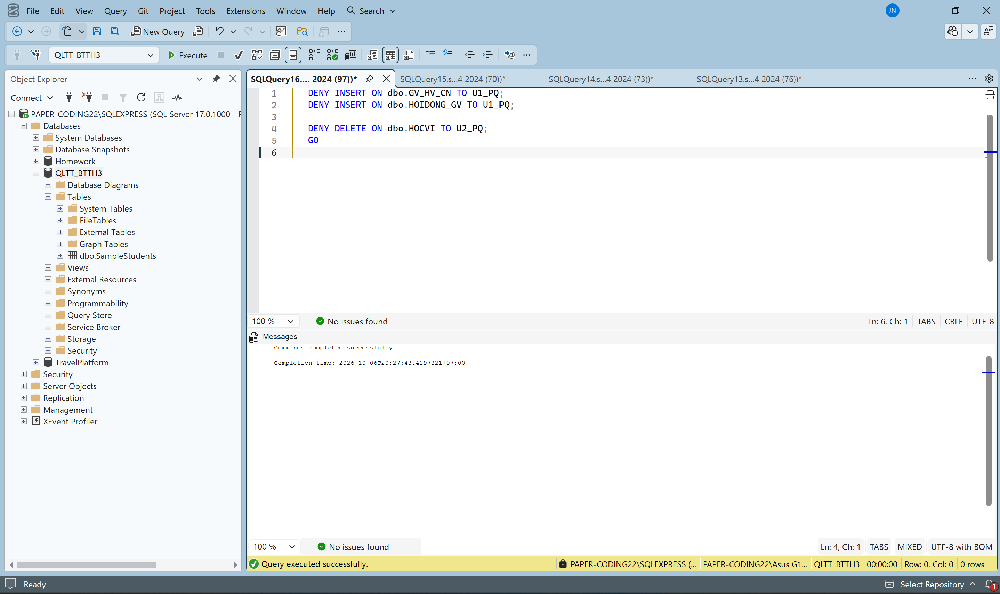 File Edit View Query Git Project Tools Extensions Window Help Search JN
New Query
QLTT_BTTH3 Execute
Object Explorer
Connect
PAPER-CODING22\SQLEXPRESS (SQL Server 17.0.1000 -
Databases
System Databases
Database Snapshots
Homework
QLTT_BTTH3
Database Diagrams
Tables
System Tables
FileTables
External Tables
Graph Tables
dbo.SampleStudents
Views
External Resources
Synonyms
Programmability
Query Store
Service Broker
Storage
Security
TravelPlatform
Security
Server Objects
Replication
Management
XEvent Profiler
SQLQuery16.... 2024 (97))* SQLQuery15.s...4 2024 (70))* SQLQuery14.s...4 2024 (73))* SQLQuery13.s...4 2024 (76))*
1 DENY INSERT ON dbo.GV_HV_CN TO U1_PQ;
2 DENY INSERT ON dbo.HOIDONG_GV TO U1_PQ;
3
4 DENY DELETE ON dbo.HOCVI TO U2_PQ;
5 GO
6
100 % No issues found Ln: 6, Ch: 1 TABS CRLF UTF-8
Messages
Commands completed successfully.
Completion time: 2026-10-06T20:27:43.4297821+07:00
100 % No issues found Ln: 4, Ch: 1 TABS MIXED UTF-8 with BOM
Query executed successfully. PAPER-CODING22\SQLEXPRESS (... PAPER-CODING22\Asus G1... QLTT_BTTH3 00:00:00 Row: 0, Col: 0 0 rows
Ready Select Repository 1